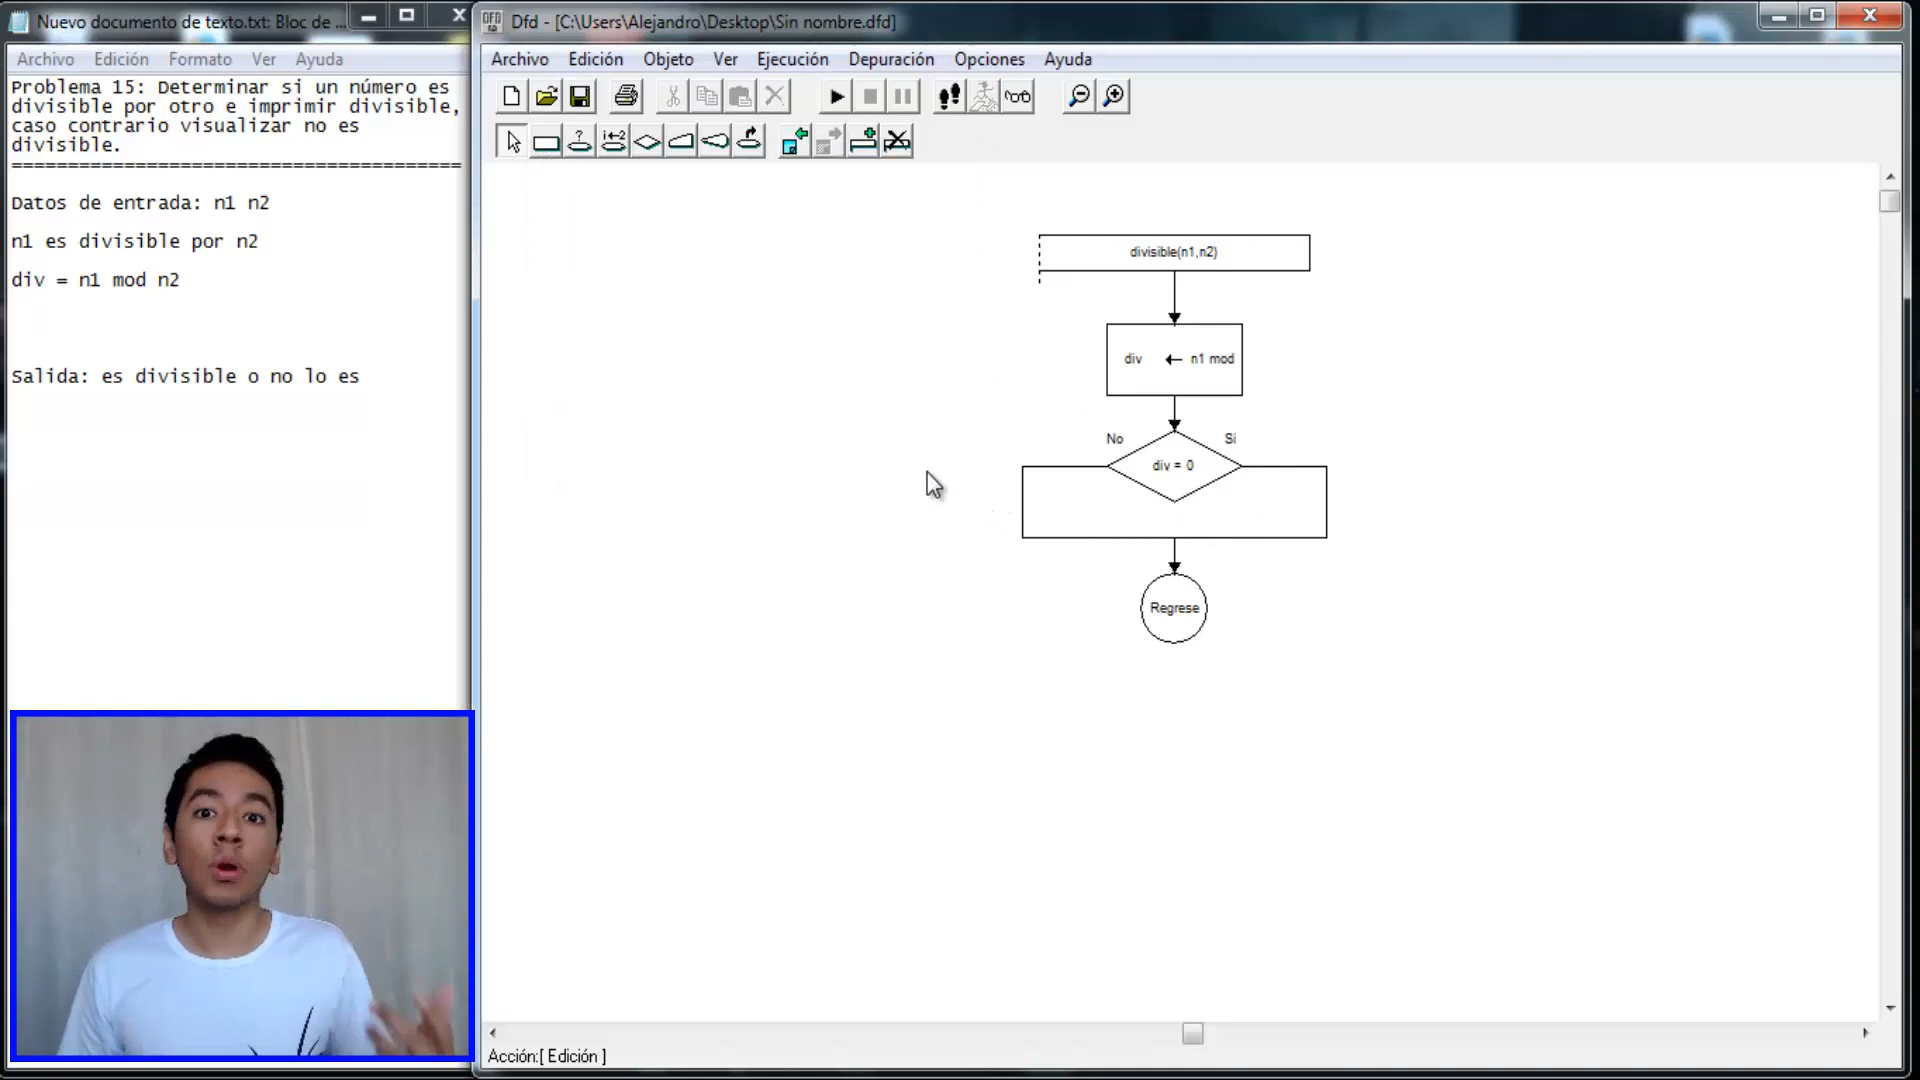 Nuevo documento de texto.txt: Bloc de ...
Archivo Edición Formato Ver Ayuda
Problema 15: Determinar si un número es
divisible por otro e imprimir divisible,
caso contrario visualizar no es
divisible.
========================================
Datos de entrada: n1 n2
n1 es divisible por n2
div = n1 mod n2
Salida: es divisible o no lo es
Dfd - [C:\Users\Alejandro\Desktop\Sin nombre.dfd]
Archivo Edición Objeto Ver Ejecución Depuración Opciones Ayuda
divisible(n1,n2)
div ← n1 mod
No Si
div = 0
Regrese
Acción:[ Edición ]